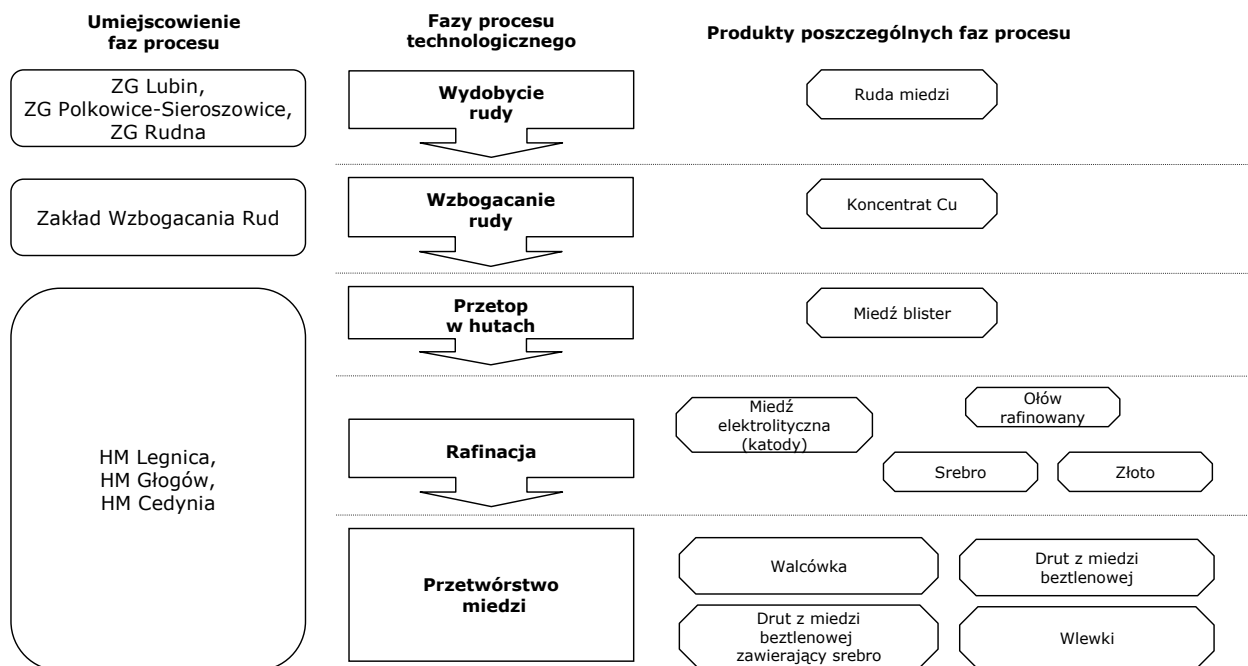 Umiejscowienie
faz procesu
Fazy procesu
technologicznego
Produkty poszczególnych faz procesu
ZG Lubin,
ZG Polkowice-Sieroszowice,
ZG Rudna
Wydobycie
rudy
Ruda miedzi
Zakład Wzbogacania Rud
Wzbogacanie
rudy
Koncentrat Cu
Przetop
w hutach
Miedź blister
HM Legnica,
HM Głogów,
HM Cedynia
Rafinacja
Miedź
elektrolityczna
(katody)
Ołów
rafinowany
Srebro
Złoto
Przetwórstwo
miedzi
Walcówka
Drut z miedzi
beztlenowej
Drut z miedzi
beztlenowej
zawierający srebro
Wlewki